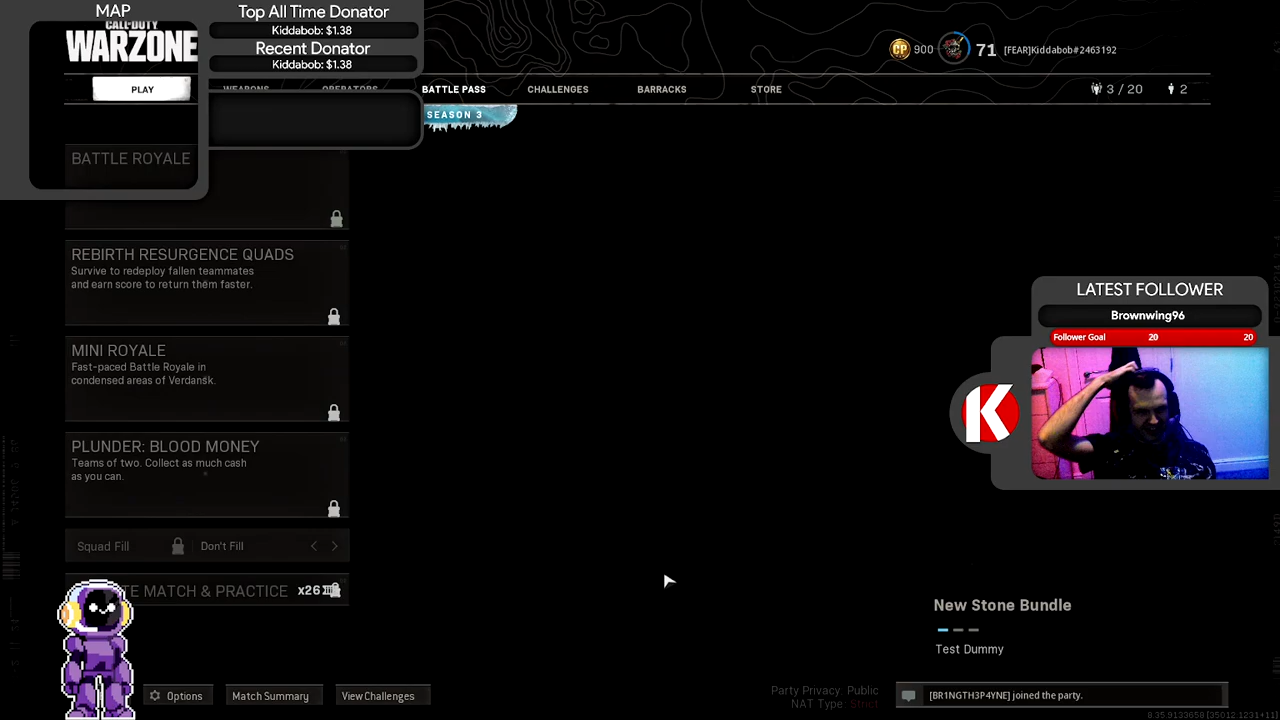 MAP
CALL·DUTY
WARZONE
Top All Time Donator
Kiddabob: $1.38
Recent Donator
Kiddabob: $1.38
900
71
[FEAR]Kiddabob#2463192
PLAY
WEAPONS
OPERATORS
BATTLE PASS
CHALLENGES
BARRACKS
STORE
3 / 20
2
SEASON 3
BATTLE ROYALE
REBIRTH RESURGENCE QUADS
Survive to redeploy fallen teammates
and earn score to return them faster.
MINI ROYALE
Fast-paced Battle Royale in
condensed areas of Verdansk.
PLUNDER: BLOOD MONEY
Teams of two. Collect as much cash
as you can.
Squad Fill
Don't Fill
TE MATCH & PRACTICE
LATEST FOLLOWER
Brownwing96
Follower Goal 20 20
K
New Stone Bundle
Test Dummy
Options
Match Summary
View Challenges
Party Privacy: Public
NAT Type: Strict
[BR1NGTH3P4YNE] joined the party.